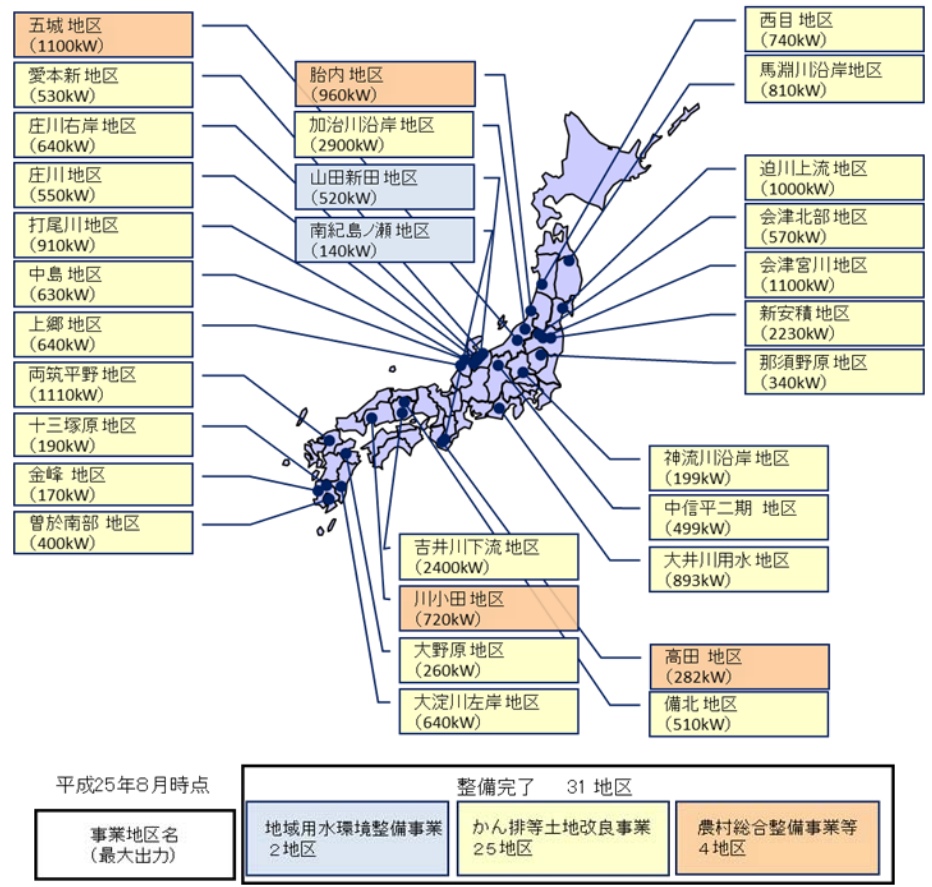 五城地区
(1100kW)
愛本新地区
(530kW)
庄川右岸地区
(640kW)
庄川地区
(550kW)
打尾川地区
(910kW)
中島地区
(630kW)
上郷地区
(640kW)
両筑平野地区
(1110kW)
十三塚原地区
(190kW)
金峰 地区
(170kW)
曽於南部 地区
(400kW)
胎内地区
(960kW)
加治川沿岸地区
(2900kW)
山田新田地区
(520kW)
南紀島ノ瀬地区
(140kW)
西目地区
(740kW)
馬淵川沿岸地区
(810kW)
迫川上流地区
(1000kW)
会津北部地区
(570kW)
会津宮川地区
(1100kW)
新安積地区
(2230kW)
那須野原地区
(340kW)
神流川沿岸地区
(199kW)
中信平二期 地区
(499kW)
大井川用水地区
(893kW)
吉井川下流地区
(2400kW)
川小田地区
(720kW)
大野原地区
(260kW)
大淀川左岸地区
(640kW)
高田 地区
(282kW)
備北地区
(510kW)
平成25年8月時点
事業地区名
(最大出力)
整備完了 31地区
地域用水環境整備事業
2地区
かん排等土地改良事業
25地区
農村総合整備事業等
4地区